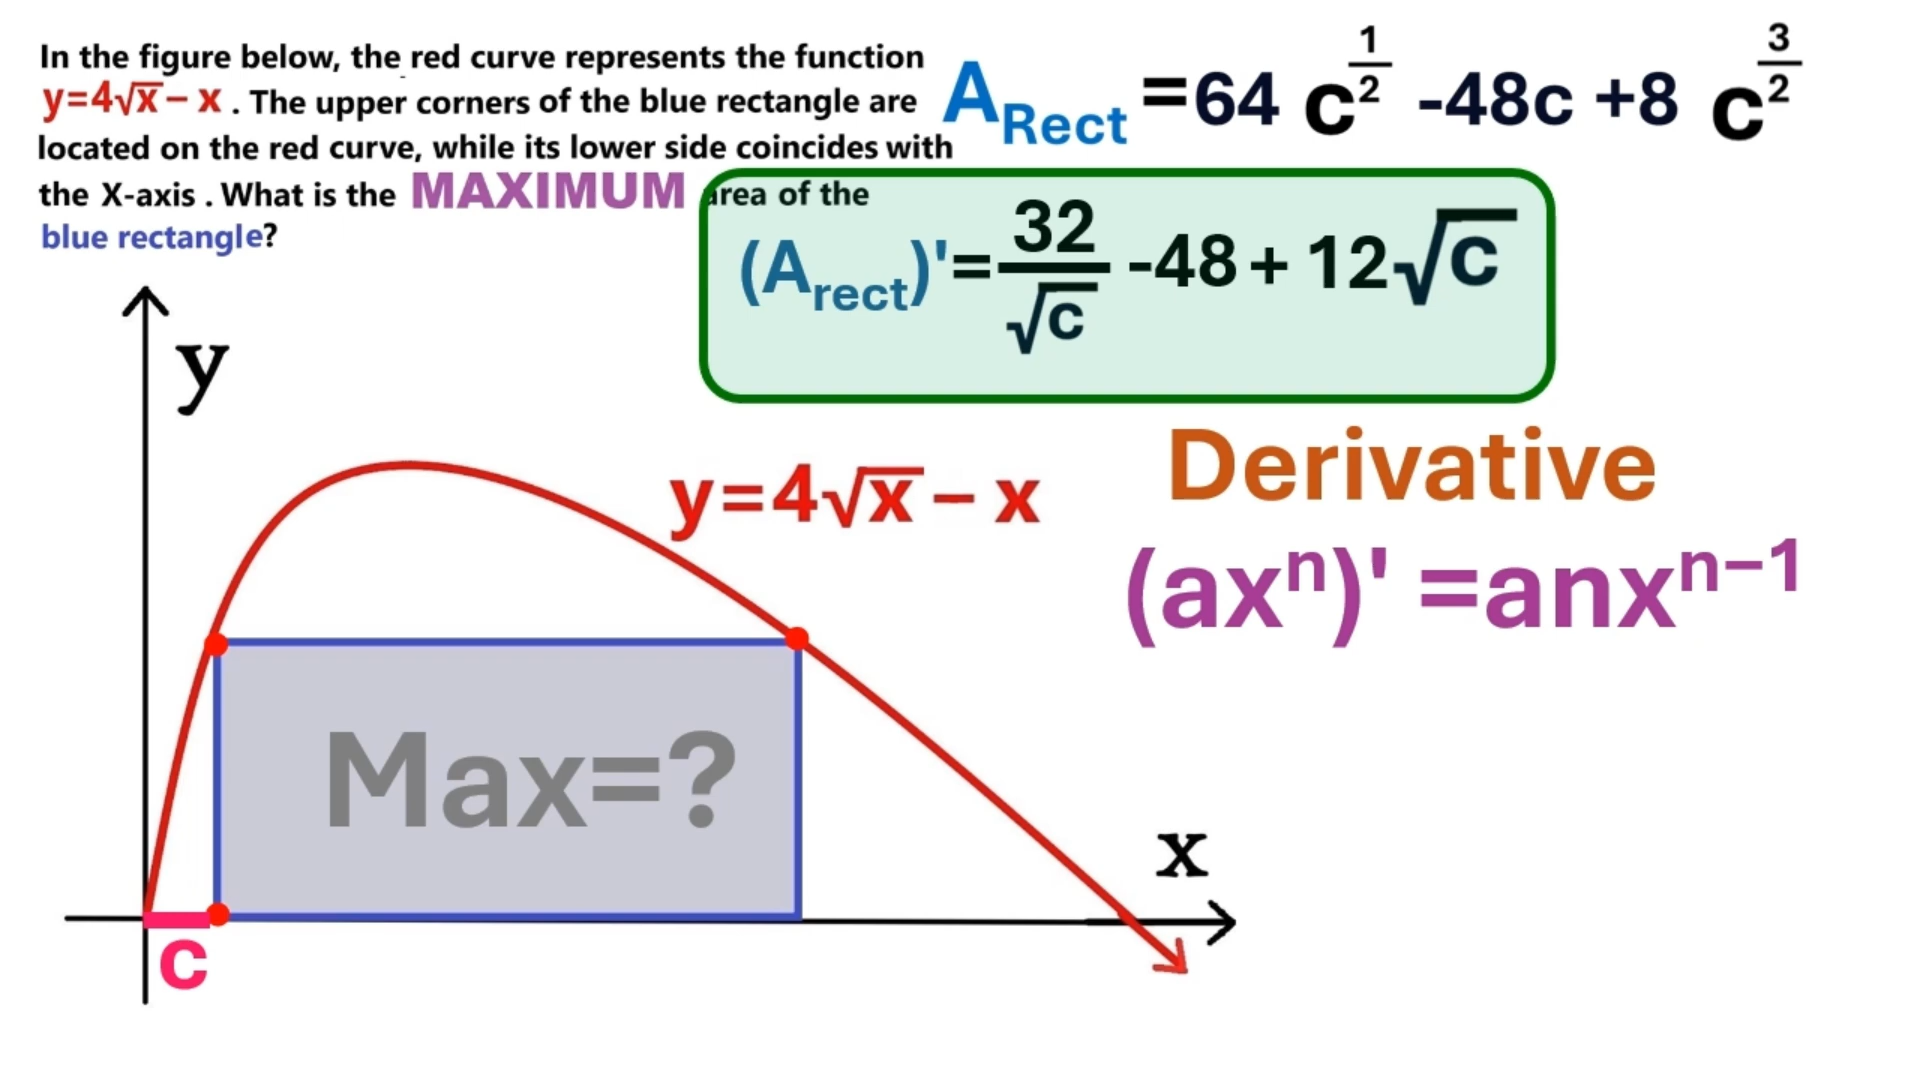 In the figure below, the red curve represents the function
y=4√x − x . The upper corners of the blue rectangle are
located on the red curve, while its lower side coincides with
the X-axis . What is the MAXIMUM area of the
blue rectangle?
A_Rect = 64 c^(1/2) -48c +8 c^(3/2)
(A_rect)' = 32/√c -48 + 12√c
Derivative
(ax^n)' =anx^(n−1)
y
y=4√x − x
Max=?
x
c